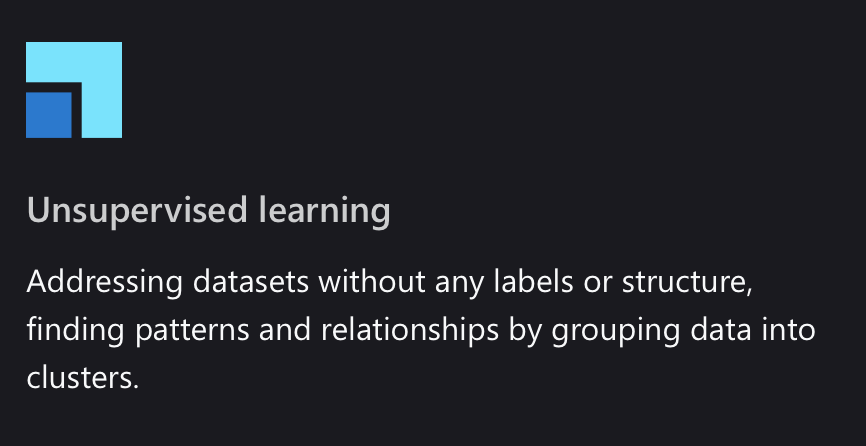 Unsupervised learning
Addressing datasets without any labels or structure,
finding patterns and relationships by grouping data into
clusters.